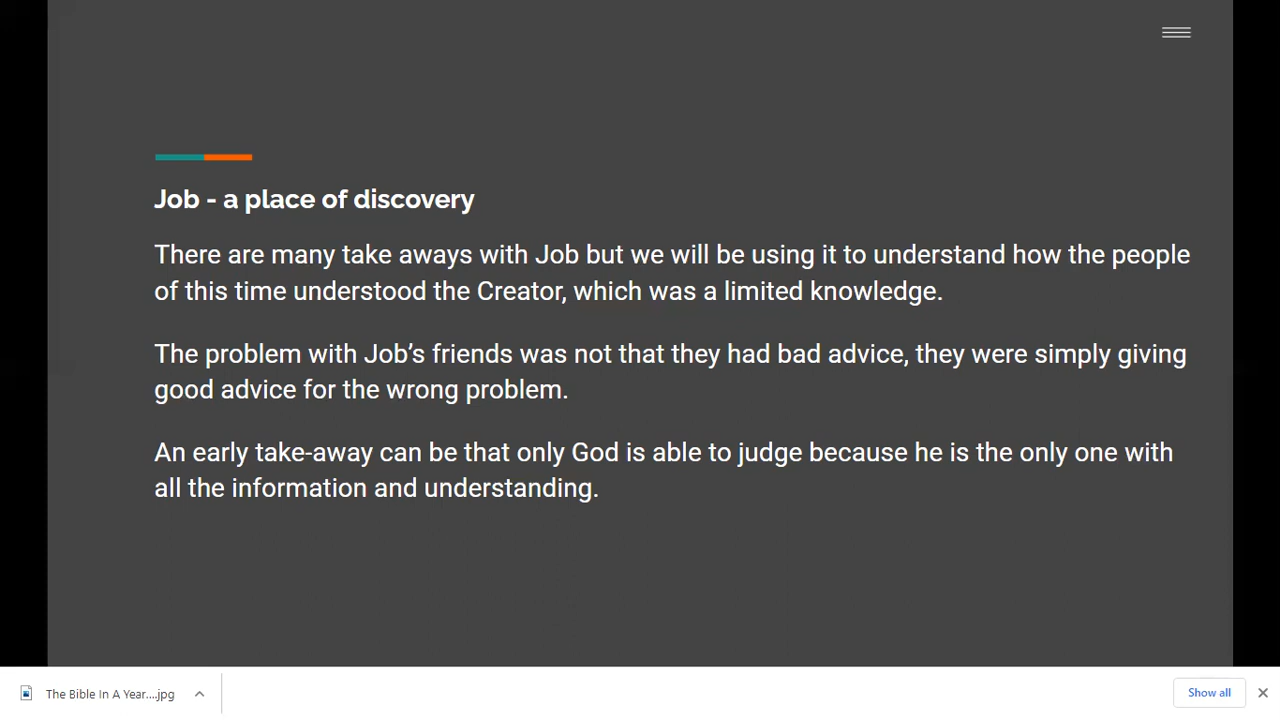 Job - a place of discovery
There are many take aways with Job but we will be using it to understand how the people
of this time understood the Creator, which was a limited knowledge.
The problem with Job’s friends was not that they had bad advice, they were simply giving
good advice for the wrong problem.
An early take-away can be that only God is able to judge because he is the only one with
all the information and understanding.
The Bible In A Year....jpg
Show all